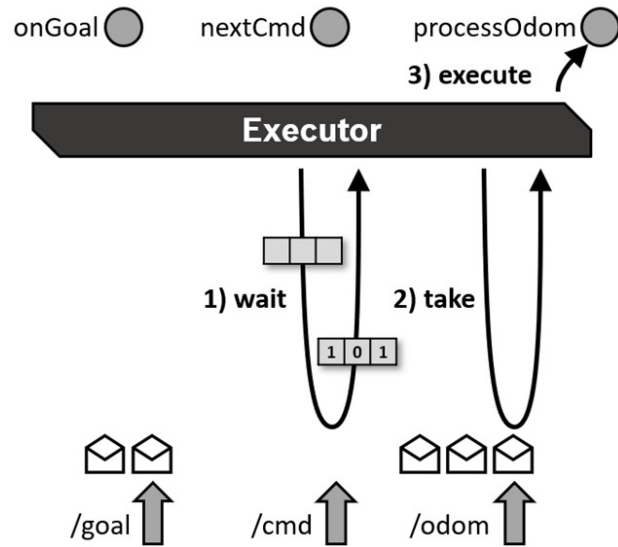 onGoal
nextCmd
processOdom
3) execute
Executor
1) wait
2) take
1 0 1
/goal
/cmd
/odom